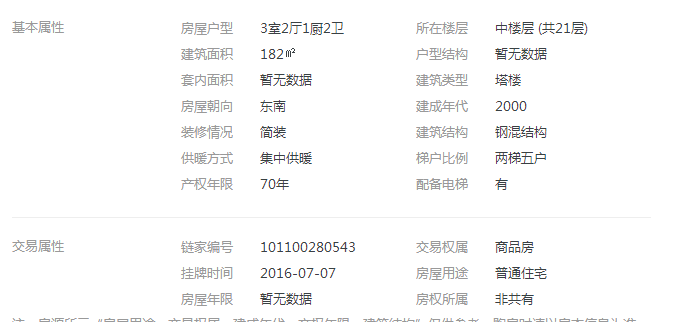 基本属性 房屋户型 3室2厅1厨2卫 所在楼层 中楼层 (共21层)
建筑面积 182㎡ 户型结构 暂无数据
套内面积 暂无数据 建筑类型 塔楼
房屋朝向 东南 建成年代 2000
装修情况 简装 建筑结构 钢混结构
供暖方式 集中供暖 梯户比例 两梯五户
产权年限 70年 配备电梯 有
交易属性 链家编号 101100280543 交易权属 商品房
挂牌时间 2016-07-07 房屋用途 普通住宅
房屋年限 暂无数据 房权所属 非共有